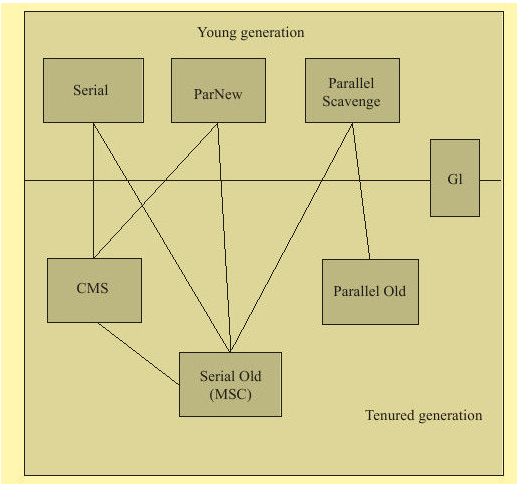 Young generation
Serial
ParNew
Parallel
Scavenge
Gl
CMS
Parallel Old
Serial Old
(MSC)
Tenured generation